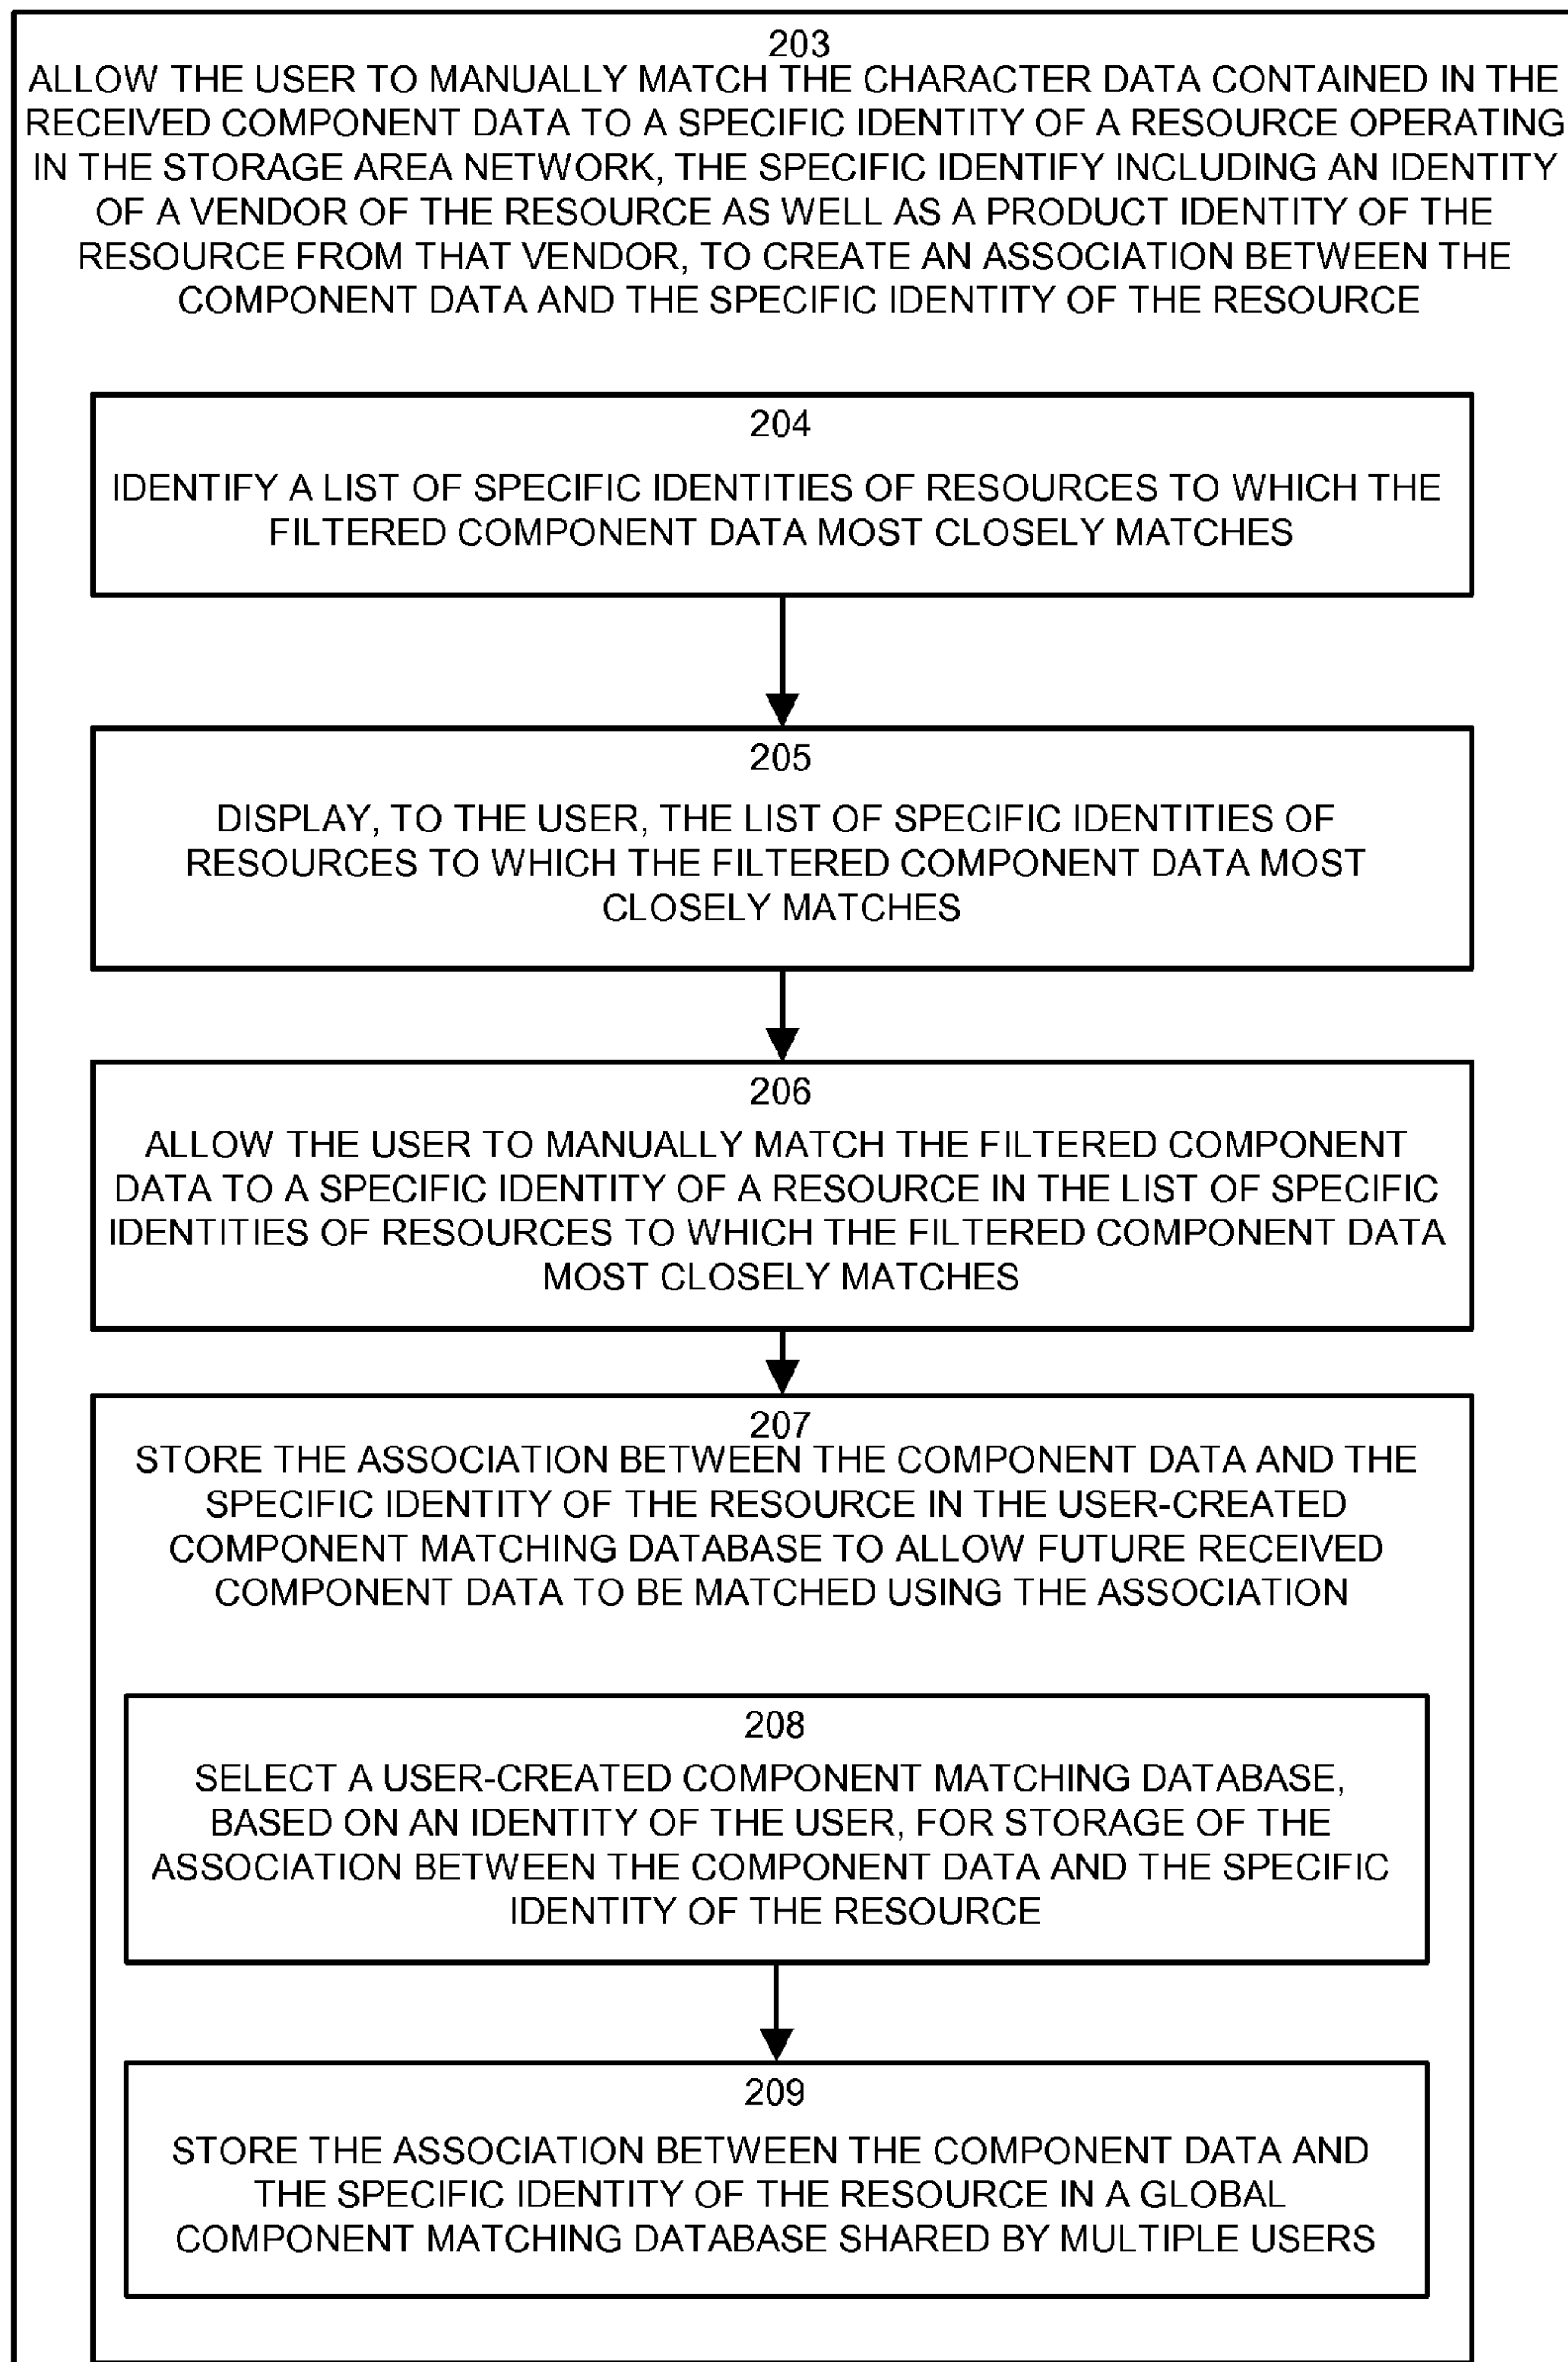 203
ALLOW THE USER TO MANUALLY MATCH THE CHARACTER DATA CONTAINED IN THE
RECEIVED COMPONENT DATA TO A SPECIFIC IDENTITY OF A RESOURCE OPERATING
IN THE STORAGE AREA NETWORK, THE SPECIFIC IDENTIFY INCLUDING AN IDENTITY
OF A VENDOR OF THE RESOURCE AS WELL AS A PRODUCT IDENTITY OF THE
RESOURCE FROM THAT VENDOR, TO CREATE AN ASSOCIATION BETWEEN THE
COMPONENT DATA AND THE SPECIFIC IDENTITY OF THE RESOURCE
204
IDENTIFY A LIST OF SPECIFIC IDENTITIES OF RESOURCES TO WHICH THE
FILTERED COMPONENT DATA MOST CLOSELY MATCHES
205
DISPLAY, TO THE USER, THE LIST OF SPECIFIC IDENTITIES OF
RESOURCES TO WHICH THE FILTERED COMPONENT DATA MOST
CLOSELY MATCHES
206
ALLOW THE USER TO MANUALLY MATCH THE FILTERED COMPONENT
DATA TO A SPECIFIC IDENTITY OF A RESOURCE IN THE LIST OF SPECIFIC
IDENTITIES OF RESOURCES TO WHICH THE FILTERED COMPONENT DATA
MOST CLOSELY MATCHES
207
STORE THE ASSOCIATION BETWEEN THE COMPONENT DATA AND THE
SPECIFIC IDENTITY OF THE RESOURCE IN THE USER-CREATED
COMPONENT MATCHING DATABASE TO ALLOW FUTURE RECEIVED
COMPONENT DATA TO BE MATCHED USING THE ASSOCIATION
208
SELECT A USER-CREATED COMPONENT MATCHING DATABASE,
BASED ON AN IDENTITY OF THE USER, FOR STORAGE OF THE
ASSOCIATION BETWEEN THE COMPONENT DATA AND THE SPECIFIC
IDENTITY OF THE RESOURCE
209
STORE THE ASSOCIATION BETWEEN THE COMPONENT DATA AND
THE SPECIFIC IDENTITY OF THE RESOURCE IN A GLOBAL
COMPONENT MATCHING DATABASE SHARED BY MULTIPLE USERS